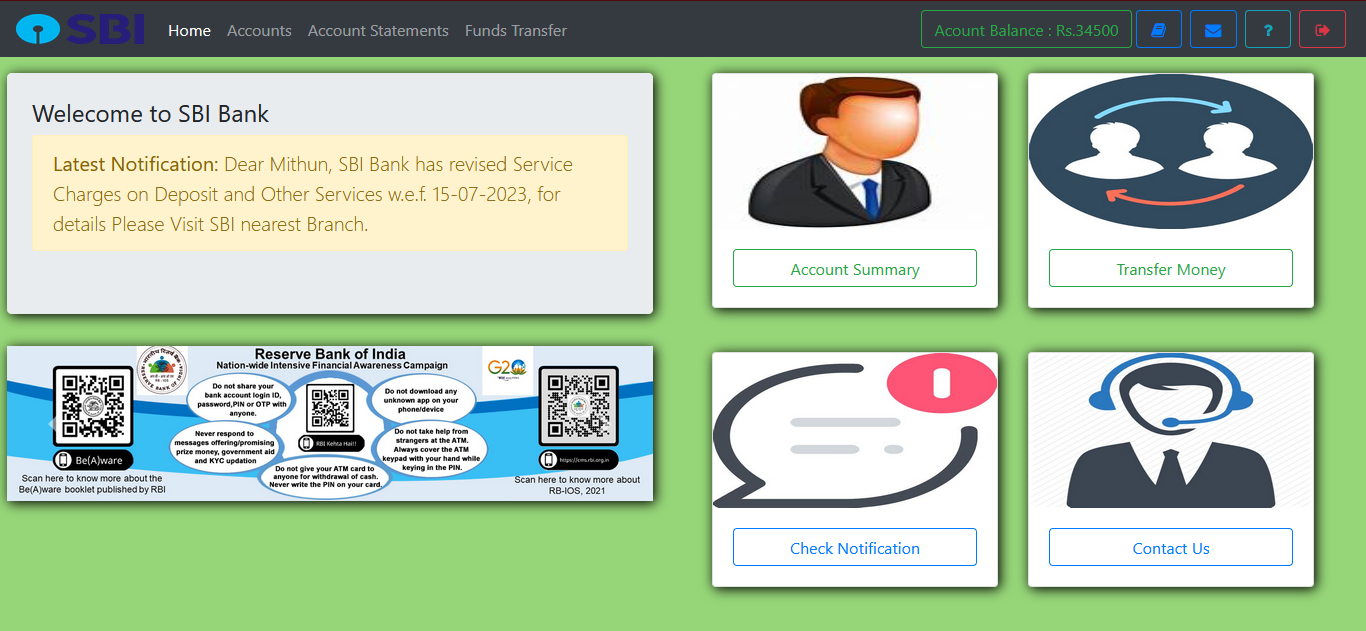 SBI Home Accounts Account Statements Funds Transfer Acount Balance : Rs.34500 ?
Welecome to SBI Bank
Latest Notification: Dear Mithun, SBI Bank has revised Service
Charges on Deposit and Other Services w.e.f. 15-07-2023, for
details Please Visit SBI nearest Branch.
Account Summary
Transfer Money
Reserve Bank of India
Nation-wide Intensive Financial Awareness Campaign
G20
Do not share your
bank account login ID,
password,PIN or OTP with
anyone.
Do not download any
unknown app on your
phone/device
Never respond to
messages offering/promising
prize money, government aid
and KYC updation
RBI Kehta Hai!!
Do not take help from
strangers at the ATM.
Always cover the ATM
keypad with your hand while
keying in the PIN.
Do not give your ATM card to
anyone for withdrawal of cash.
Never write the PIN on your card.
Be(A)ware
Scan here to know more about the
Be(A)ware booklet published by RBI
https://cms.rbi.org.in
Scan here to know more about
RB-IOS, 2021
Check Notification
Contact Us